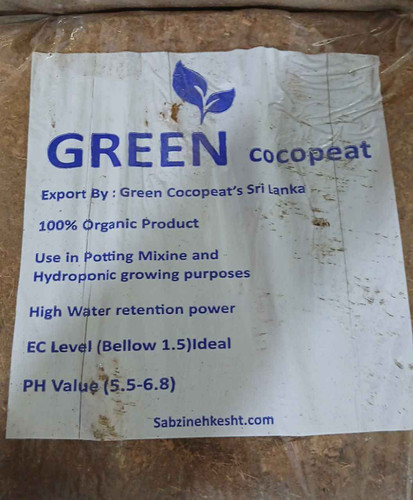 GREEN cocopeat
Export By : Green Cocopeat's Sri Lanka
100% Organic Product
Use in Potting Mixine and
Hydroponic growing purposes
High Water retention power
EC Level (Bellow 1.5)Ideal
PH Value (5.5-6.8)
Sabzinehkesht.com